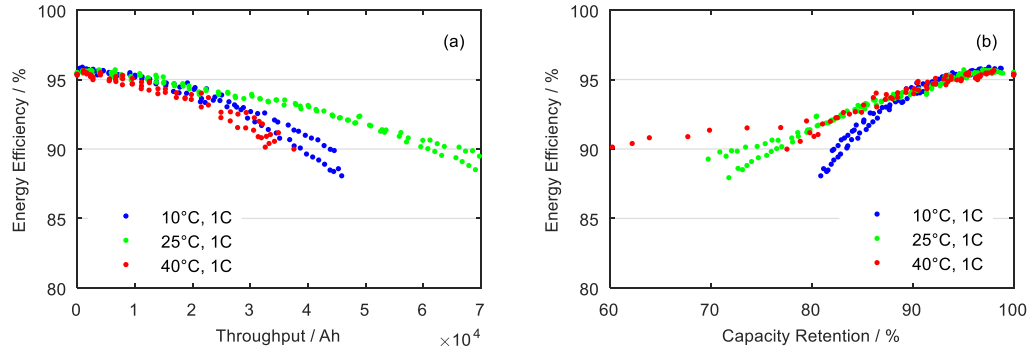 100
95
90
85
80
Energy Efficiency / %
(a)
10°C, 1C
25°C, 1C
40°C, 1C
0 1 2 3 4 5 6 7
Throughput / Ah
×10^4
100
95
90
85
80
Energy Efficiency / %
(b)
10°C, 1C
25°C, 1C
40°C, 1C
60 70 80 90 100
Capacity Retention / %